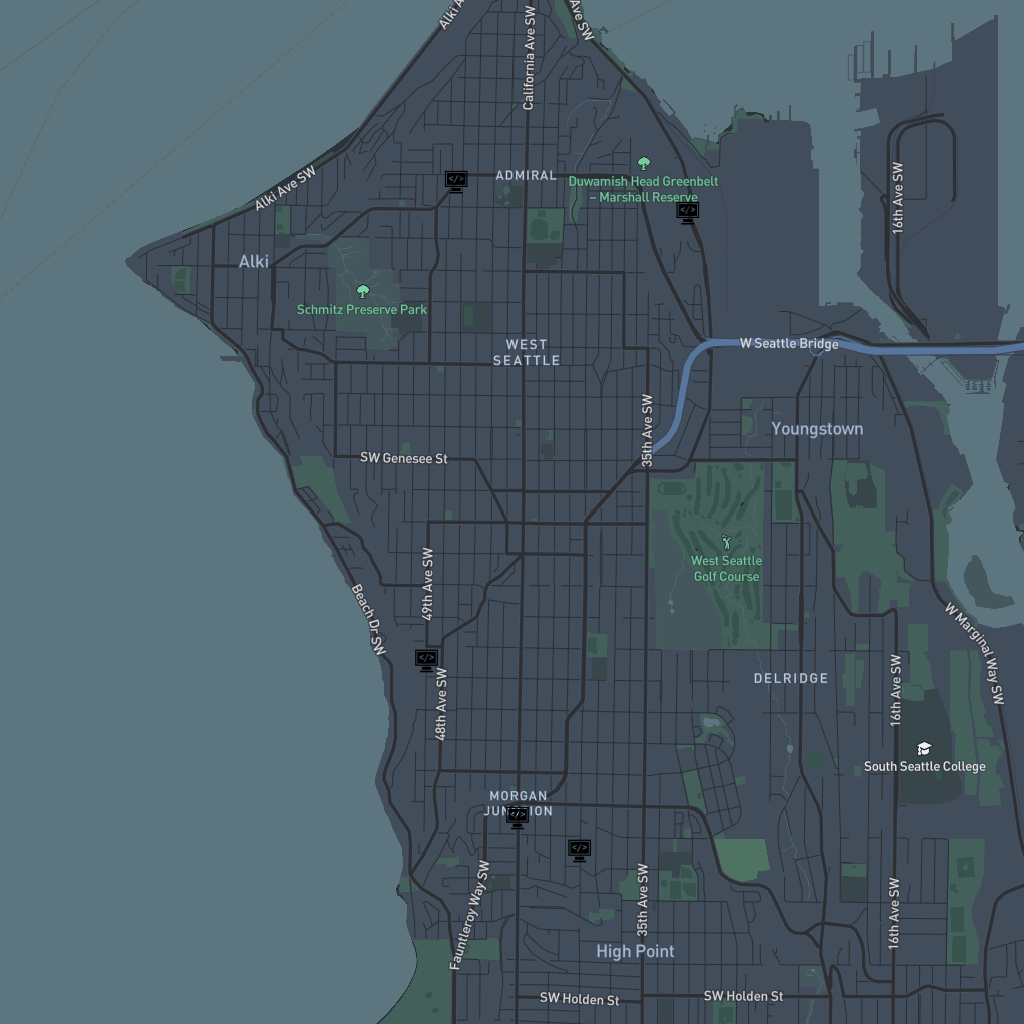 Alki A
California Ave SW
Ave SW
ADMIRAL
Duwamish Head Greenbelt
– Marshall Reserve
</>
</>
Alki Ave SW
16th Ave SW
Alki
Schmitz Preserve Park
WEST
SEATTLE
W Seattle Bridge
35th Ave SW
Youngstown
SW Genesee St
West Seattle
Golf Course
49th Ave SW
Beach Dr SW
W Marginal Way SW
</>
48th Ave SW
DELRIDGE
16th Ave SW
South Seattle College
MORGAN
JUNCTION
</>
</>
Fauntleroy Way SW
35th Ave SW
16th Ave SW
High Point
SW Holden St
SW Holden St